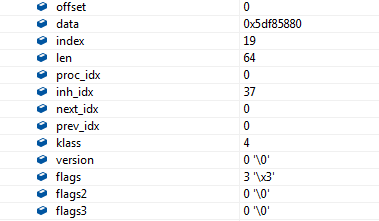 offset 0
data 0x5df85880
index 19
len 64
proc_idx 0
inh_idx 37
next_idx 0
prev_idx 0
klass 4
version 0 '\0'
flags 3 '\x3'
flags2 0 '\0'
flags3 0 '\0'